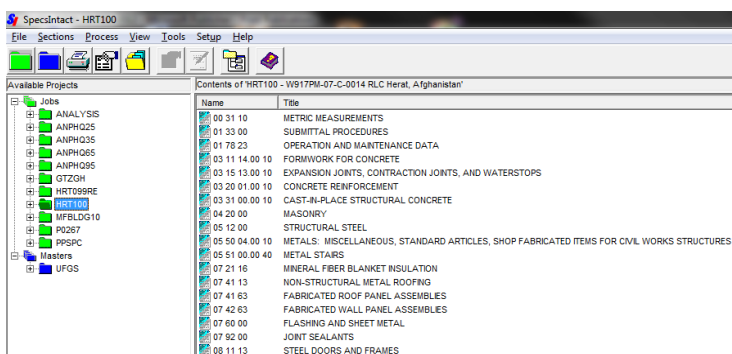 SpecsIntact - HRT100
File Sections Process View Tools Setup Help
Available Projects
Jobs
ANALYSIS
ANPHQ25
ANPHQ35
ANPHQ65
ANPHQ95
GTZGH
HRT099RE
HRT100
MFBLDG10
P0267
PPSPC
Masters
UFGS
Contents of 'HRT100 - W917PM-07-C-0014 RLC Herat, Afghanistan'
Name Title
00 31 10 METRIC MEASUREMENTS
01 33 00 SUBMITTAL PROCEDURES
01 78 23 OPERATION AND MAINTENANCE DATA
03 11 14.00 10 FORMWORK FOR CONCRETE
03 15 13.00 10 EXPANSION JOINTS, CONTRACTION JOINTS, AND WATERSTOPS
03 20 01.00 10 CONCRETE REINFORCEMENT
03 31 00.00 10 CAST-IN-PLACE STRUCTURAL CONCRETE
04 20 00 MASONRY
05 12 00 STRUCTURAL STEEL
05 50 04.00 10 METALS: MISCELLANEOUS, STANDARD ARTICLES, SHOP FABRICATED ITEMS FOR CIVIL WORKS STRUCTURES
05 51 00.00 40 METAL STAIRS
07 21 16 MINERAL FIBER BLANKET INSULATION
07 41 13 NON-STRUCTURAL METAL ROOFING
07 41 63 FABRICATED ROOF PANEL ASSEMBLIES
07 42 63 FABRICATED WALL PANEL ASSEMBLIES
07 60 00 FLASHING AND SHEET METAL
07 92 00 JOINT SEALANTS
08 11 13 STEEL DOORS AND FRAMES